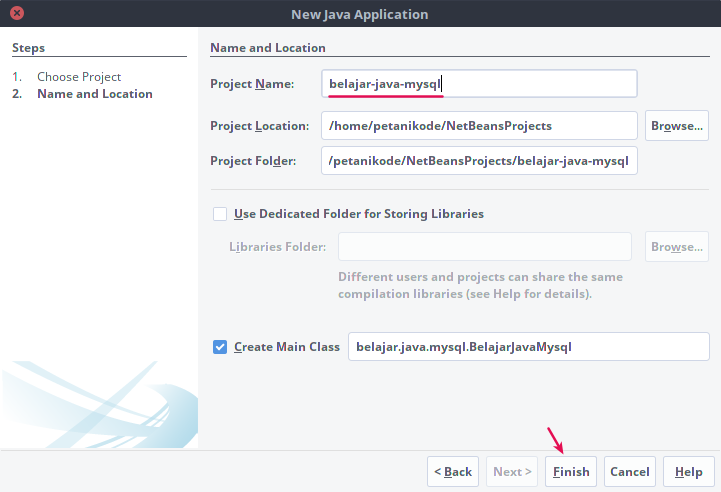 New Java Application
Steps
1. Choose Project
2. Name and Location
Name and Location
Project Name: belajar-java-mysql
Project Location: /home/petanikode/NetBeansProjects Browse...
Project Folder: /petanikode/NetBeansProjects/belajar-java-mysql
Use Dedicated Folder for Storing Libraries
Libraries Folder: Browse...
Different users and projects can share the same
compilation libraries (see Help for details).
Create Main Class belajar.java.mysql.BelajarJavaMysql
< Back Next > Finish Cancel Help